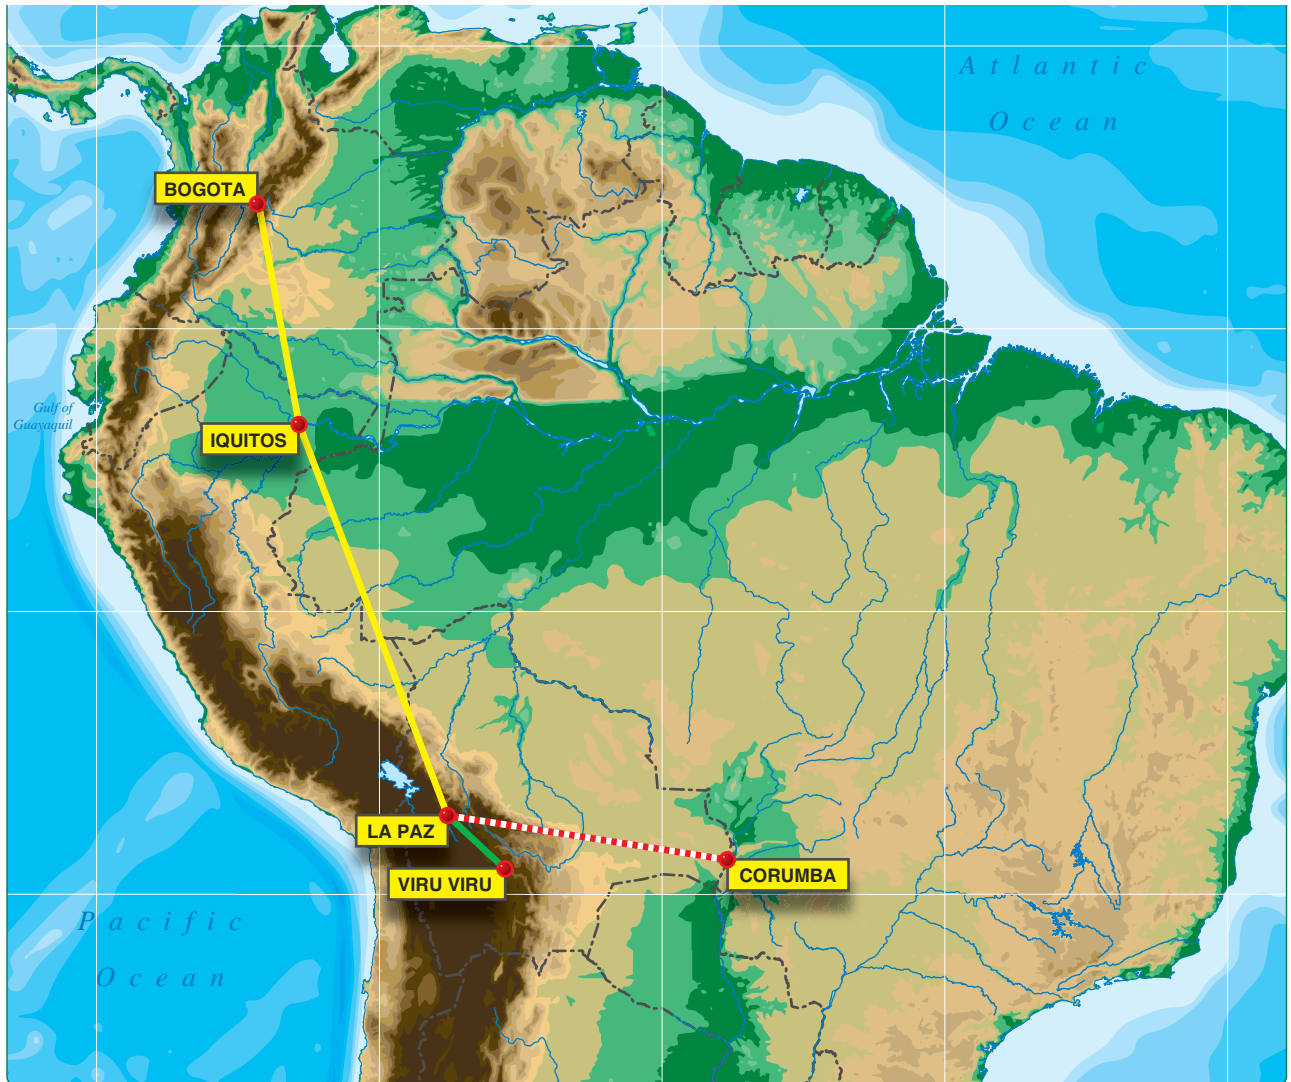 Atlantic
Ocean
BOGOTA
Gulf of
Guayaquil
IQUITOS
LA PAZ
VIRU VIRU
CORUMBA
Pacific
Ocean